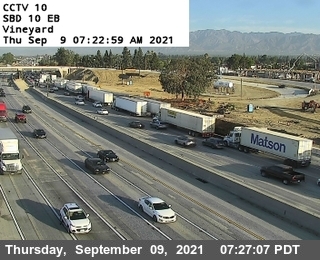 CCTV 10
SBD 10 EB
Vineyard
Thu Sep 9 07:22:59 AM 2021
Matson
Thursday, September 09, 2021 07:27:07 PDT